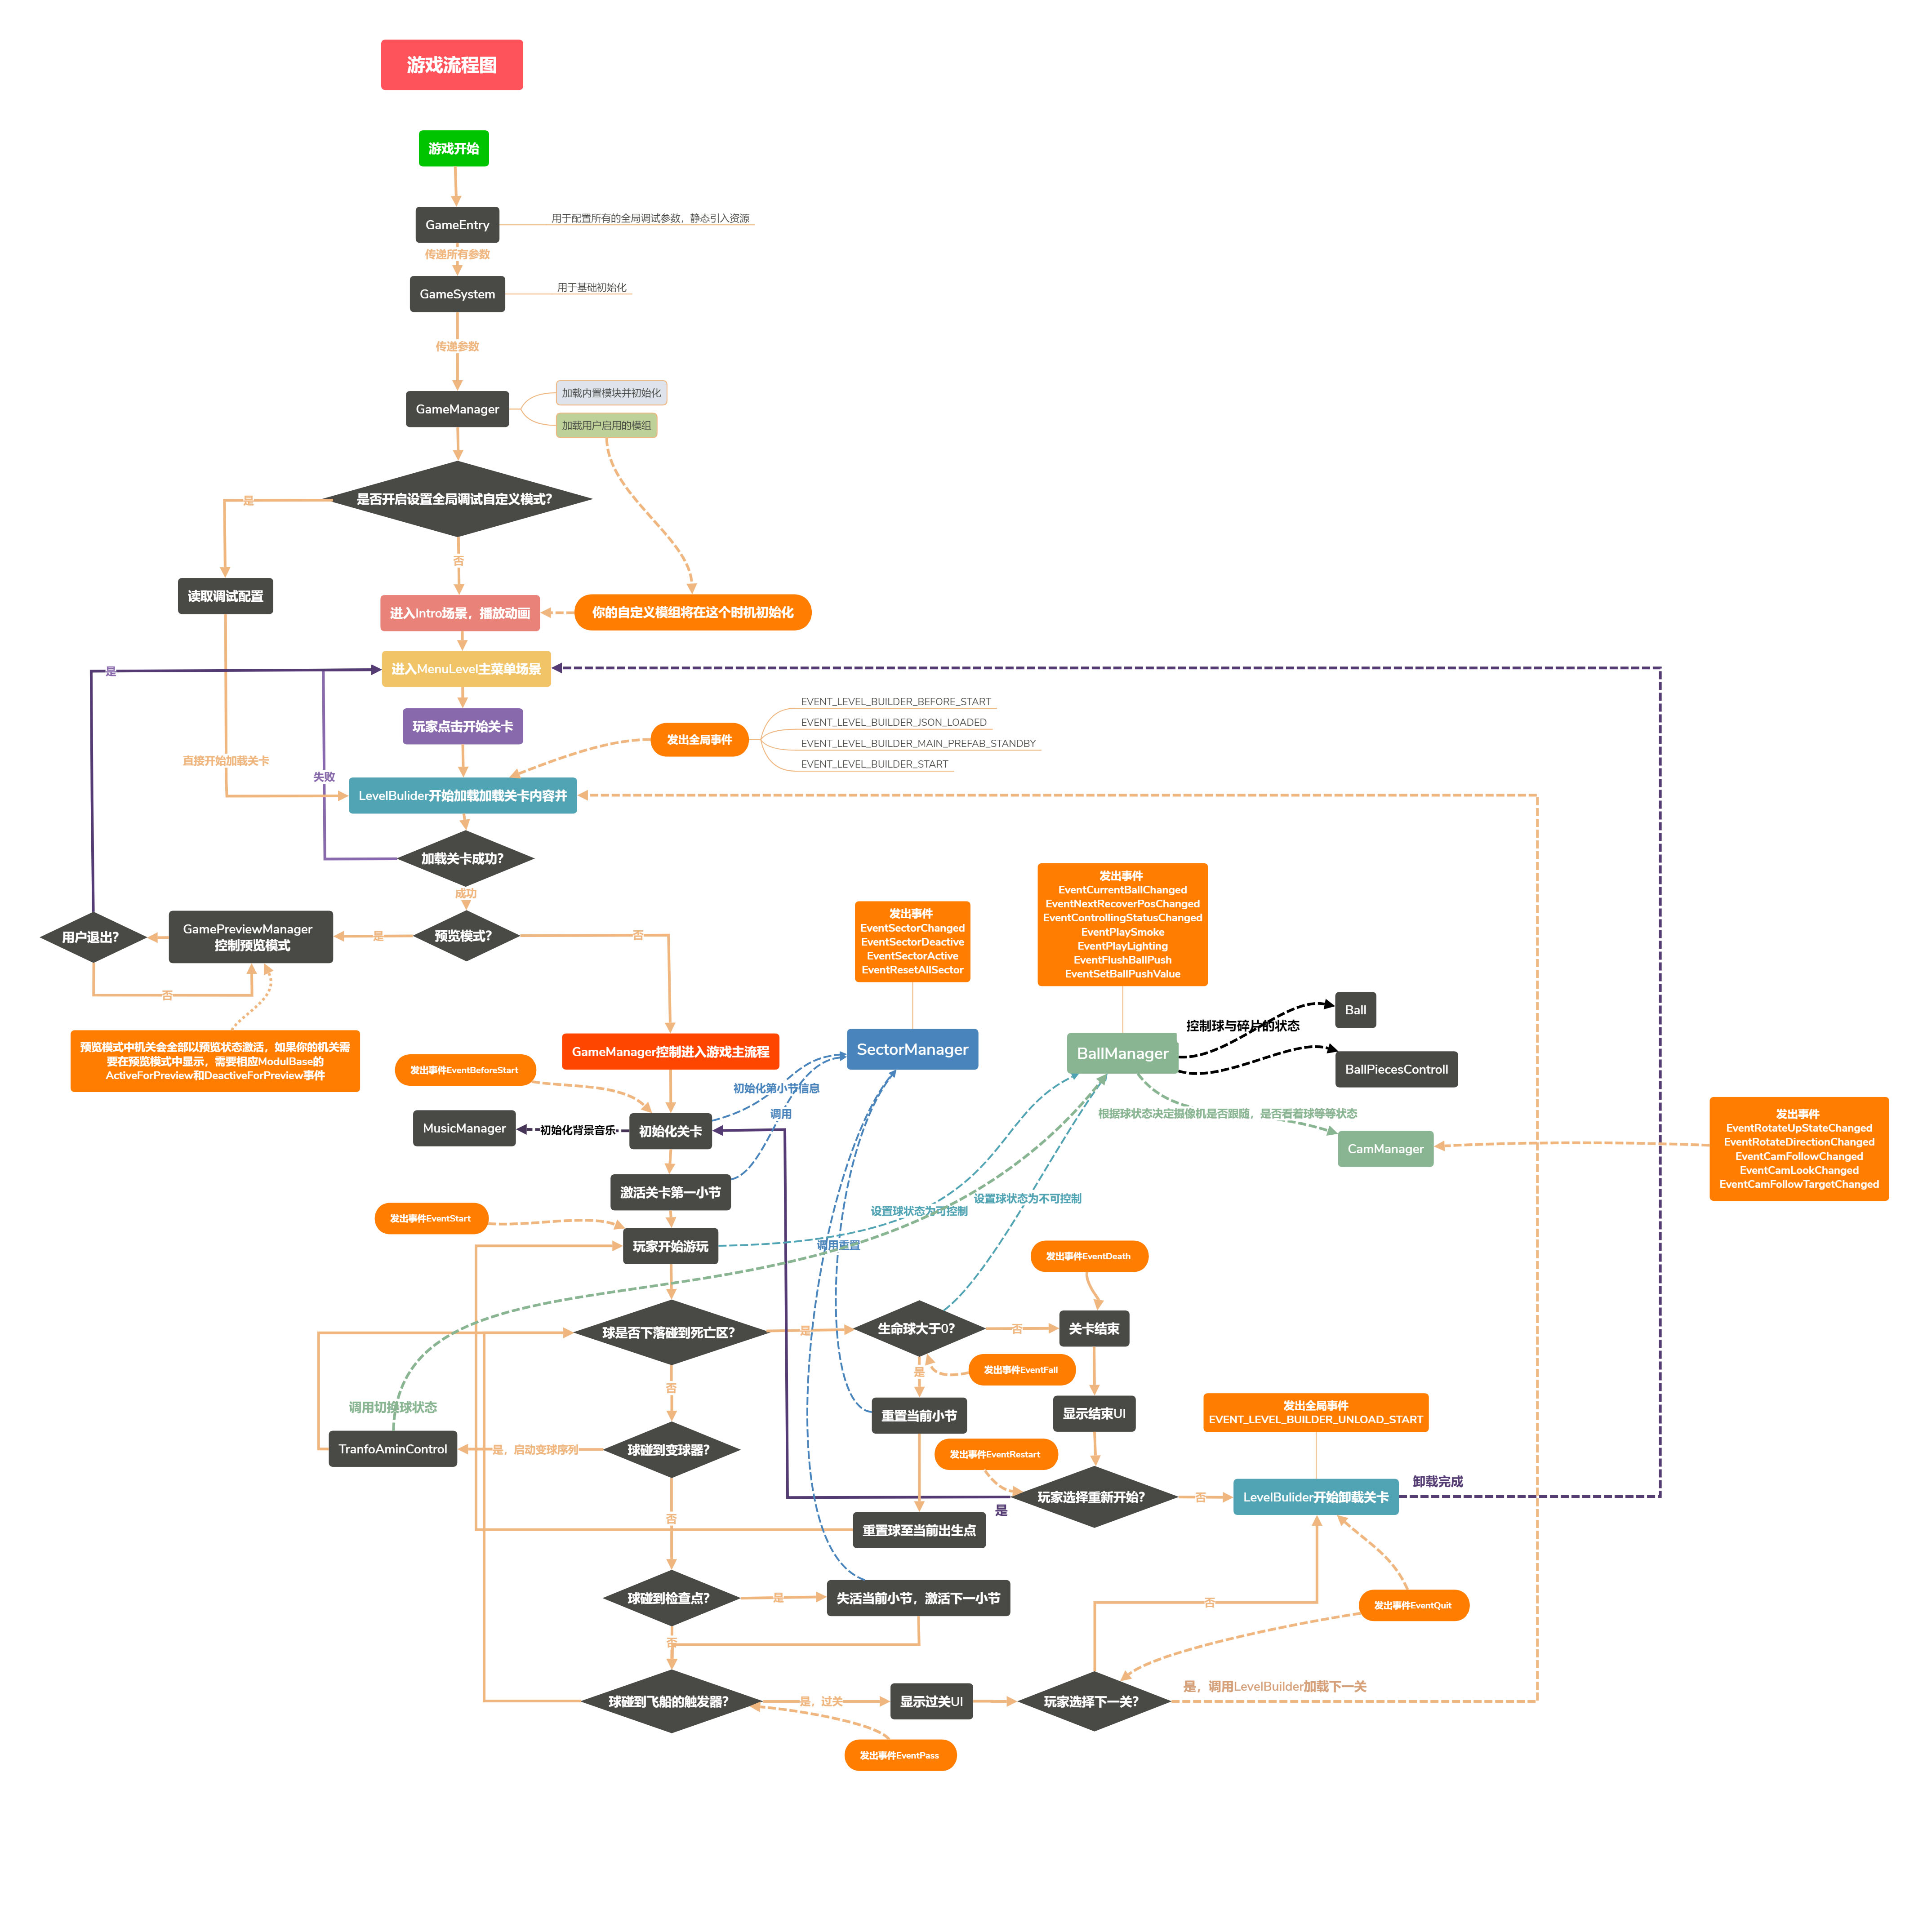 游戏流程图
游戏开始
GameEntry
用于配置所有的全局调试参数，静态引入资源
传递所有参数
GameSystem
用于基础初始化
传递参数
GameManager
加载内置模块并初始化
加载用户启用的模组
是否开启设置全局调试自定义模式？
是
否
读取调试配置
进入Intro场景，播放动画
你的自定义模组将在这个时机初始化
是
进入MenuLevel主菜单场景
玩家点击开始关卡
发出全局事件
EVENT_LEVEL_BUILDER_BEFORE_START
EVENT_LEVEL_BUILDER_JSON_LOADED
EVENT_LEVEL_BUILDER_MAIN_PREFAB_STANDBY
EVENT_LEVEL_BUILDER_START
直接开始加载关卡
失败
LevelBulider开始加载加载关卡内容并
加载关卡成功？
成功
用户退出？
GamePreviewManager
控制预览模式
是
预览模式？
否
否
预览模式中机关会全部以预览状态激活，如果你的机关需
要在预览模式中显示，需要相应ModulBase的
ActiveForPreview和DeactiveForPreview事件
发出事件
EventSectorChanged
EventSectorDeactive
EventSectorActive
EventResetAllSector
发出事件
EventCurrentBallChanged
EventNextRecoverPosChanged
EventControllingStatusChanged
EventPlaySmoke
EventPlayLighting
EventFlushBallPush
EventSetBallPushValue
GameManager控制进入游戏主流程
SectorManager
BallManager
控制球与碎片的状态
Ball
BallPiecesControll
发出事件EventBeforeStart
初始化第小节信息
调用
根据球状态决定摄像机是否跟随，是否看着球等等状态
CamManager
发出事件
EventRotateUpStateChanged
EventRotateDirectionChanged
EventCamFollowChanged
EventCamLookChanged
EventCamFollowTargetChanged
MusicManager
初始化背景音乐
初始化关卡
激活关卡第一小节
设置球状态为不可控制
设置球状态为可控制
发出事件EventStart
玩家开始游玩
调用重置
发出事件EventDeath
球是否下落碰到死亡区？
是
生命球大于0？
否
关卡结束
是
发出事件EventFall
否
调用切换球状态
重置当前小节
显示结束UI
发出全局事件
EVENT_LEVEL_BUILDER_UNLOAD_START
TranfoAminControl
是，启动变球序列
球碰到变球器？
发出事件EventRestart
玩家选择重新开始？
是
否
LevelBulider开始卸载关卡
卸载完成
否
重置球至当前出生点
球碰到检查点？
是
失活当前小节，激活下一小节
否
发出事件EventQuit
否
球碰到飞船的触发器？
是，过关
显示过关UI
玩家选择下一关？
是，调用LevelBuilder加载下一关
发出事件EventPass